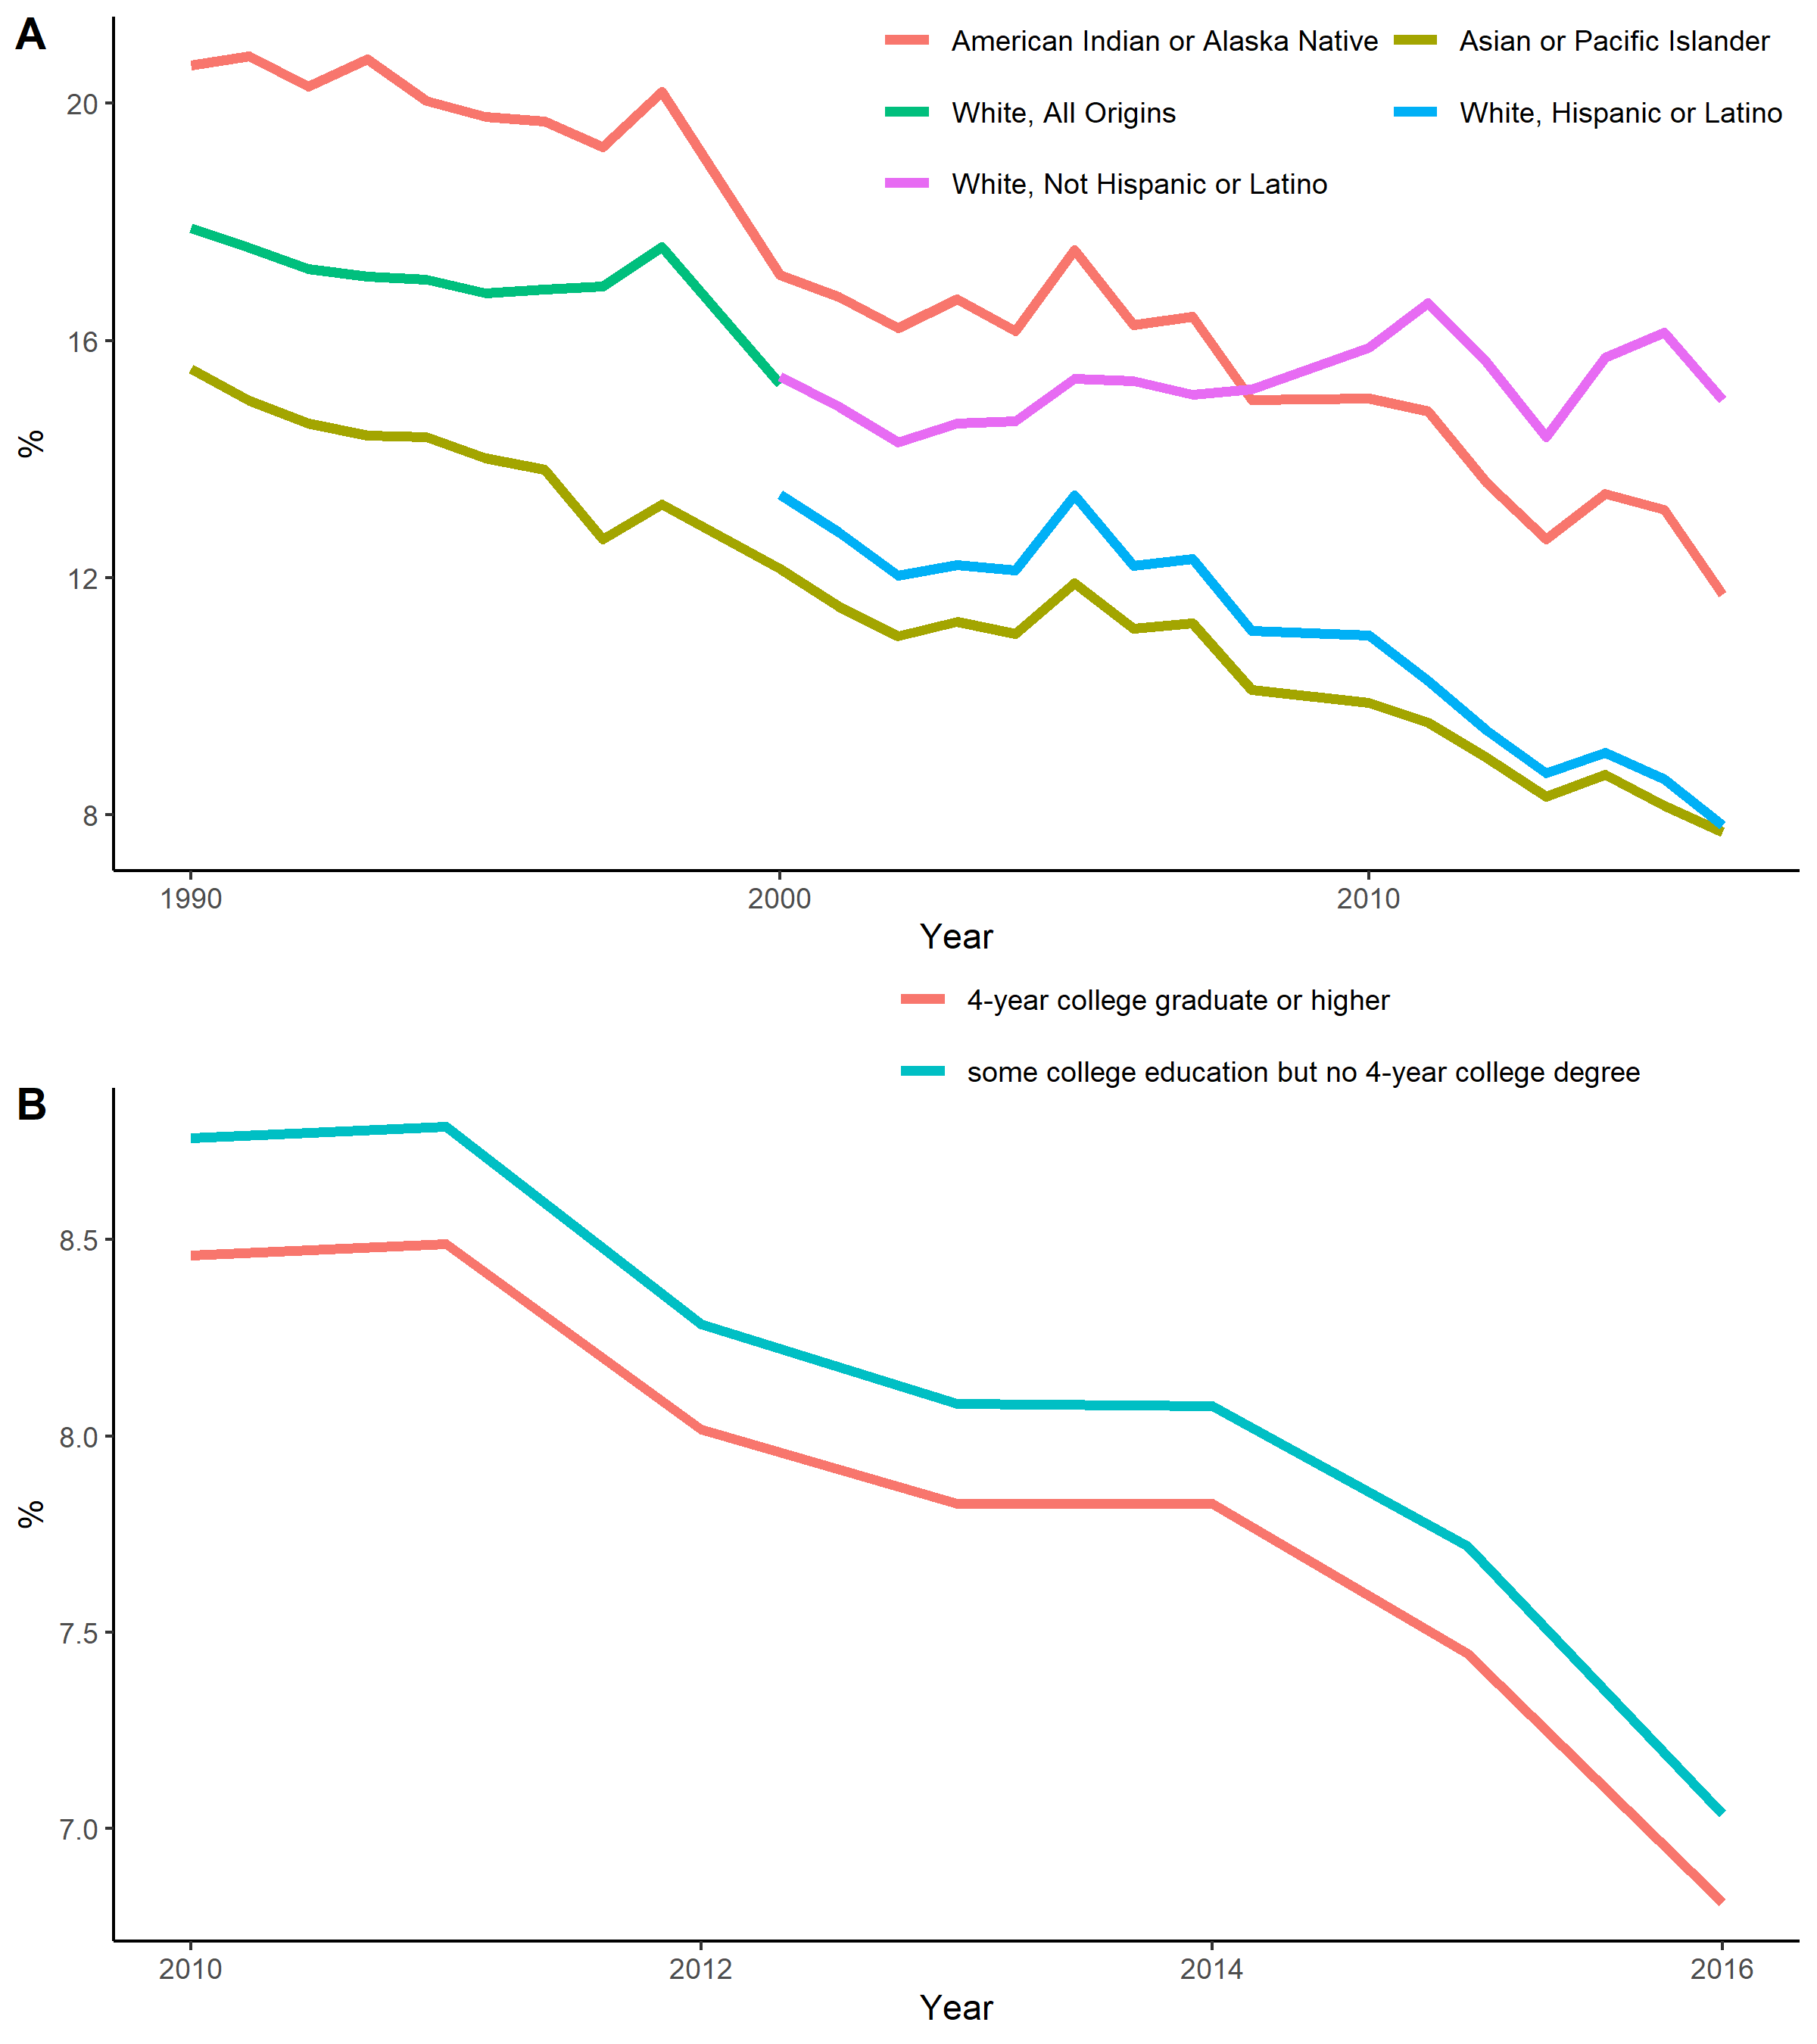 A
American Indian or Alaska Native Asian or Pacific Islander
White, All Origins White, Hispanic or Latino
White, Not Hispanic or Latino
20
16
12
8
%
1990 2000 2010
Year
4-year college graduate or higher
some college education but no 4-year college degree
B
8.5
8.0
7.5
7.0
%
2010 2012 2014 2016
Year